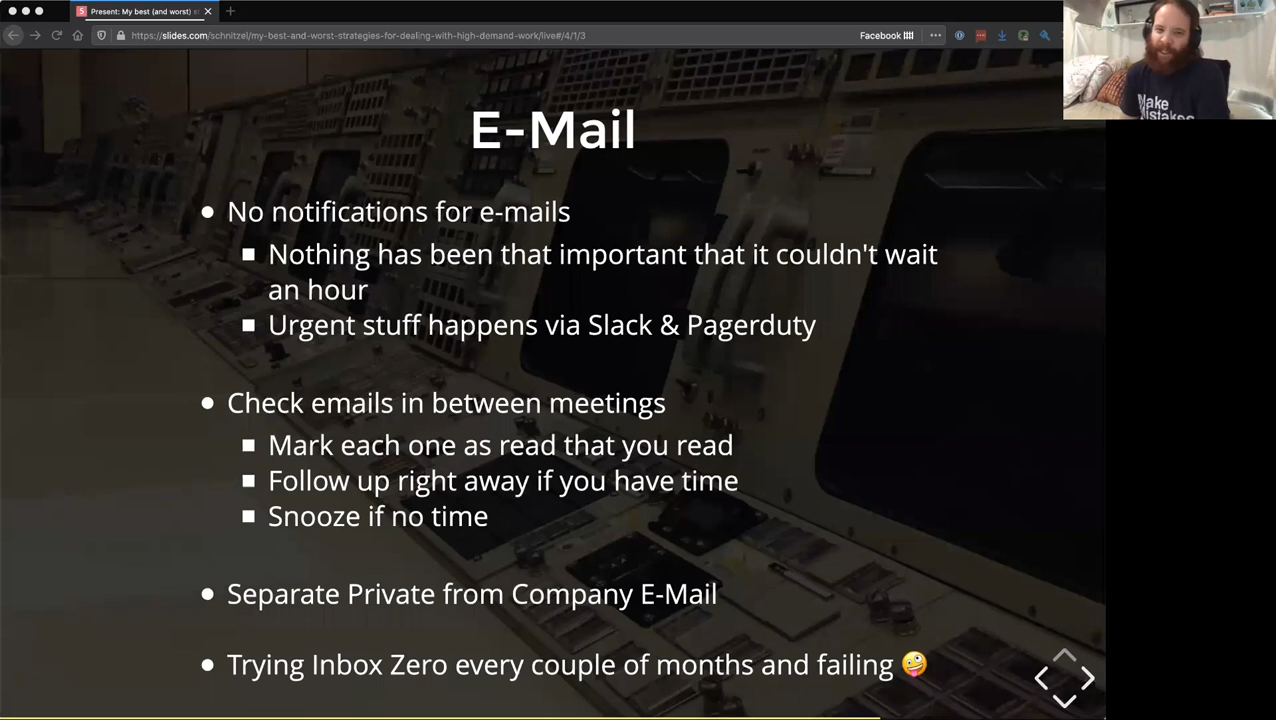 Present: My best (and worst) s
https://slides.com/schnitzel/my-best-and-worst-strategies-for-dealing-with-high-demand-work/live#/4/1/3
Facebook
Make
Mistakes
E-Mail
No notifications for e-mails
Nothing has been that important that it couldn't wait
an hour
Urgent stuff happens via Slack & Pagerduty
Check emails in between meetings
Mark each one as read that you read
Follow up right away if you have time
Snooze if no time
Separate Private from Company E-Mail
Trying Inbox Zero every couple of months and failing 🤪